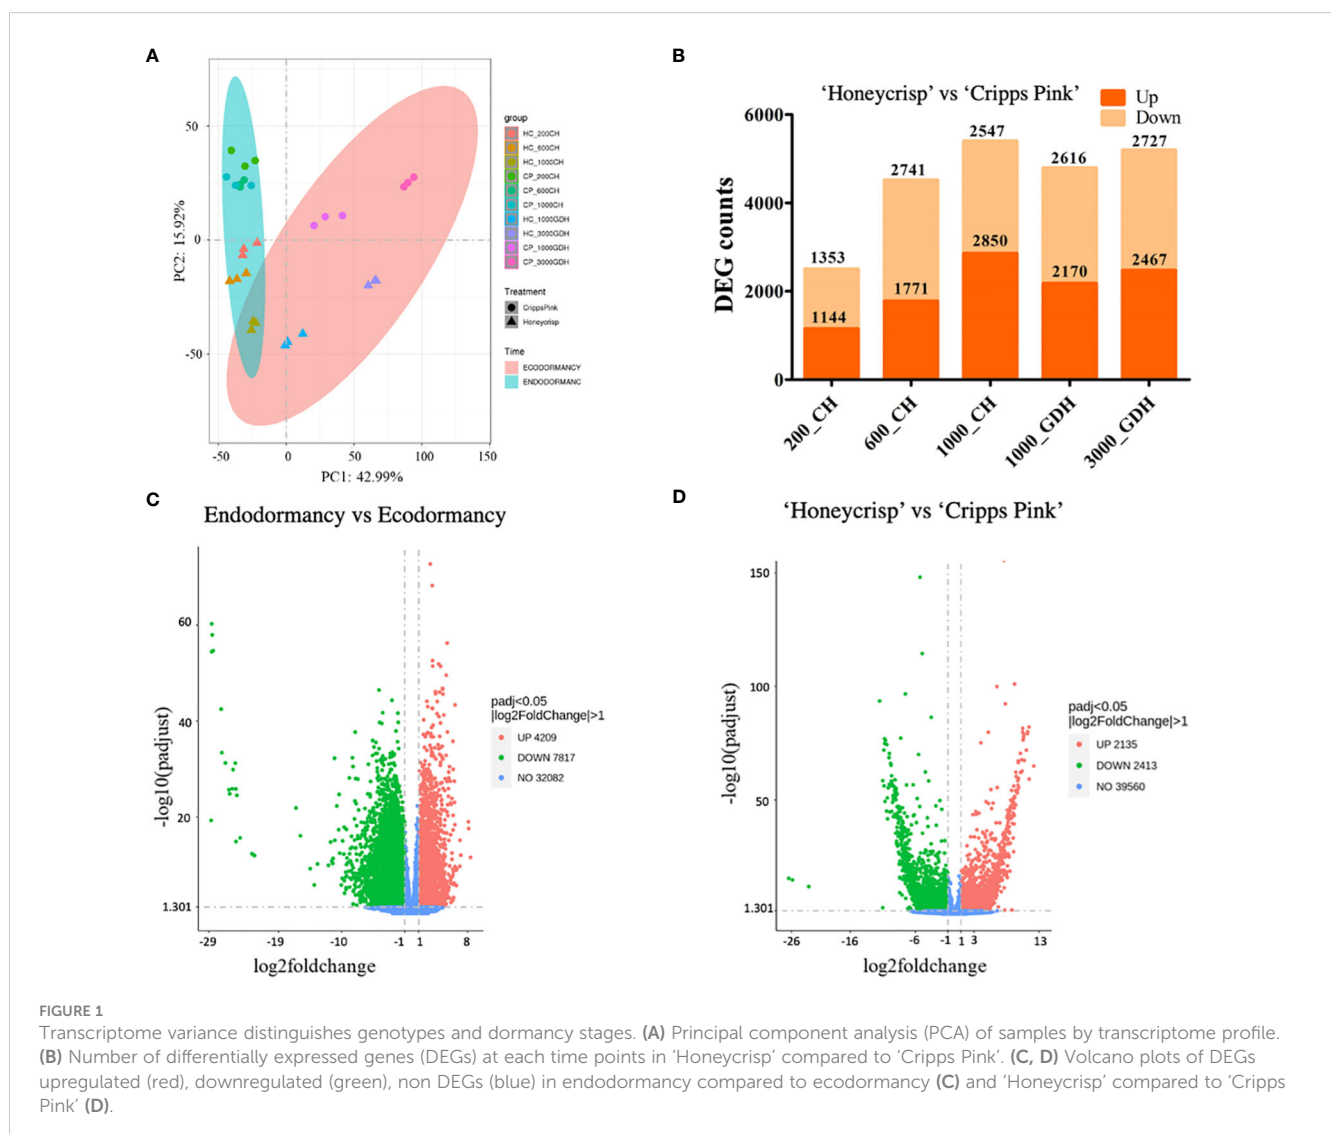 A
50
0
-50
-50
0
50
100
150
PC2: 15.92%
PC1: 42.99%
group
HC_200CH
HC_600CH
HC_1000CH
CP_200CH
CP_600CH
CP_1000CH
HC_1000GDH
HC_3000GDH
CP_1000GDH
CP_3000GDH
Treatment
CrippsPink
Honeycrisp
Time
ECODORMANCY
ENDODORMANC
B
'Honeycrisp' vs 'Cripps Pink'
Up
Down
DEG counts
6000
4000
2000
0
1353
1144
2741
1771
2547
2850
2616
2170
2727
2467
200_CH
600_CH
1000_CH
1000_GDH
3000_GDH
C
Endodormancy vs Ecodormancy
-log10(padjust)
60
40
20
1.301
-29
-19
-10
-1
1
8
log2foldchange
padj<0.05
|log2FoldChange|>1
UP 4209
DOWN 7817
NO 32082
D
'Honeycrisp' vs 'Cripps Pink'
-log10(padjust)
150
100
50
1.301
-26
-16
-6
-1
1
3
13
log2foldchange
padj<0.05
|log2FoldChange|>1
UP 2135
DOWN 2413
NO 39560
FIGURE 1
Transcriptome variance distinguishes genotypes and dormancy stages. (A) Principal component analysis (PCA) of samples by transcriptome profile.
(B) Number of differentially expressed genes (DEGs) at each time points in 'Honeycrisp' compared to 'Cripps Pink'. (C, D) Volcano plots of DEGs
upregulated (red), downregulated (green), non DEGs (blue) in endodormancy compared to ecodormancy (C) and 'Honeycrisp' compared to 'Cripps
Pink' (D).